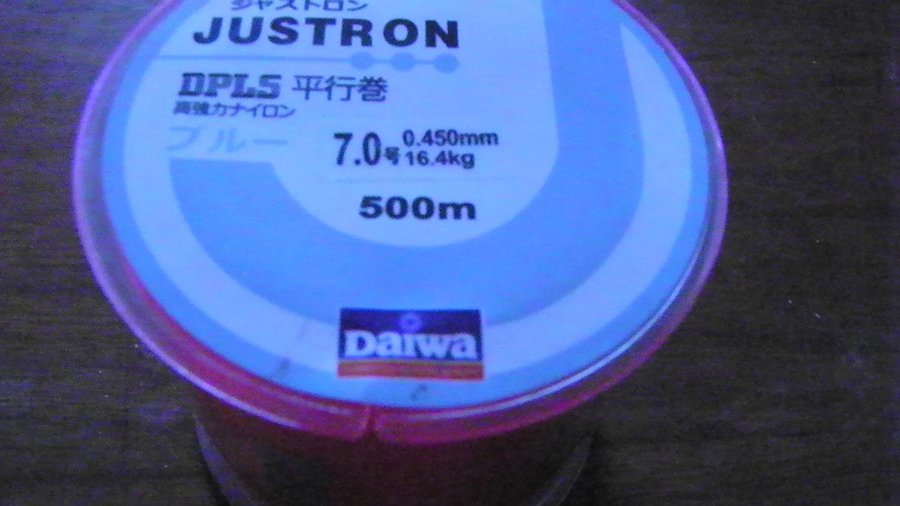 ジャストロン
JUSTRON
DPLS 平行巻
高強力ナイロン
ブルー
7.0号 0.450mm
16.4kg
500m
Daiwa